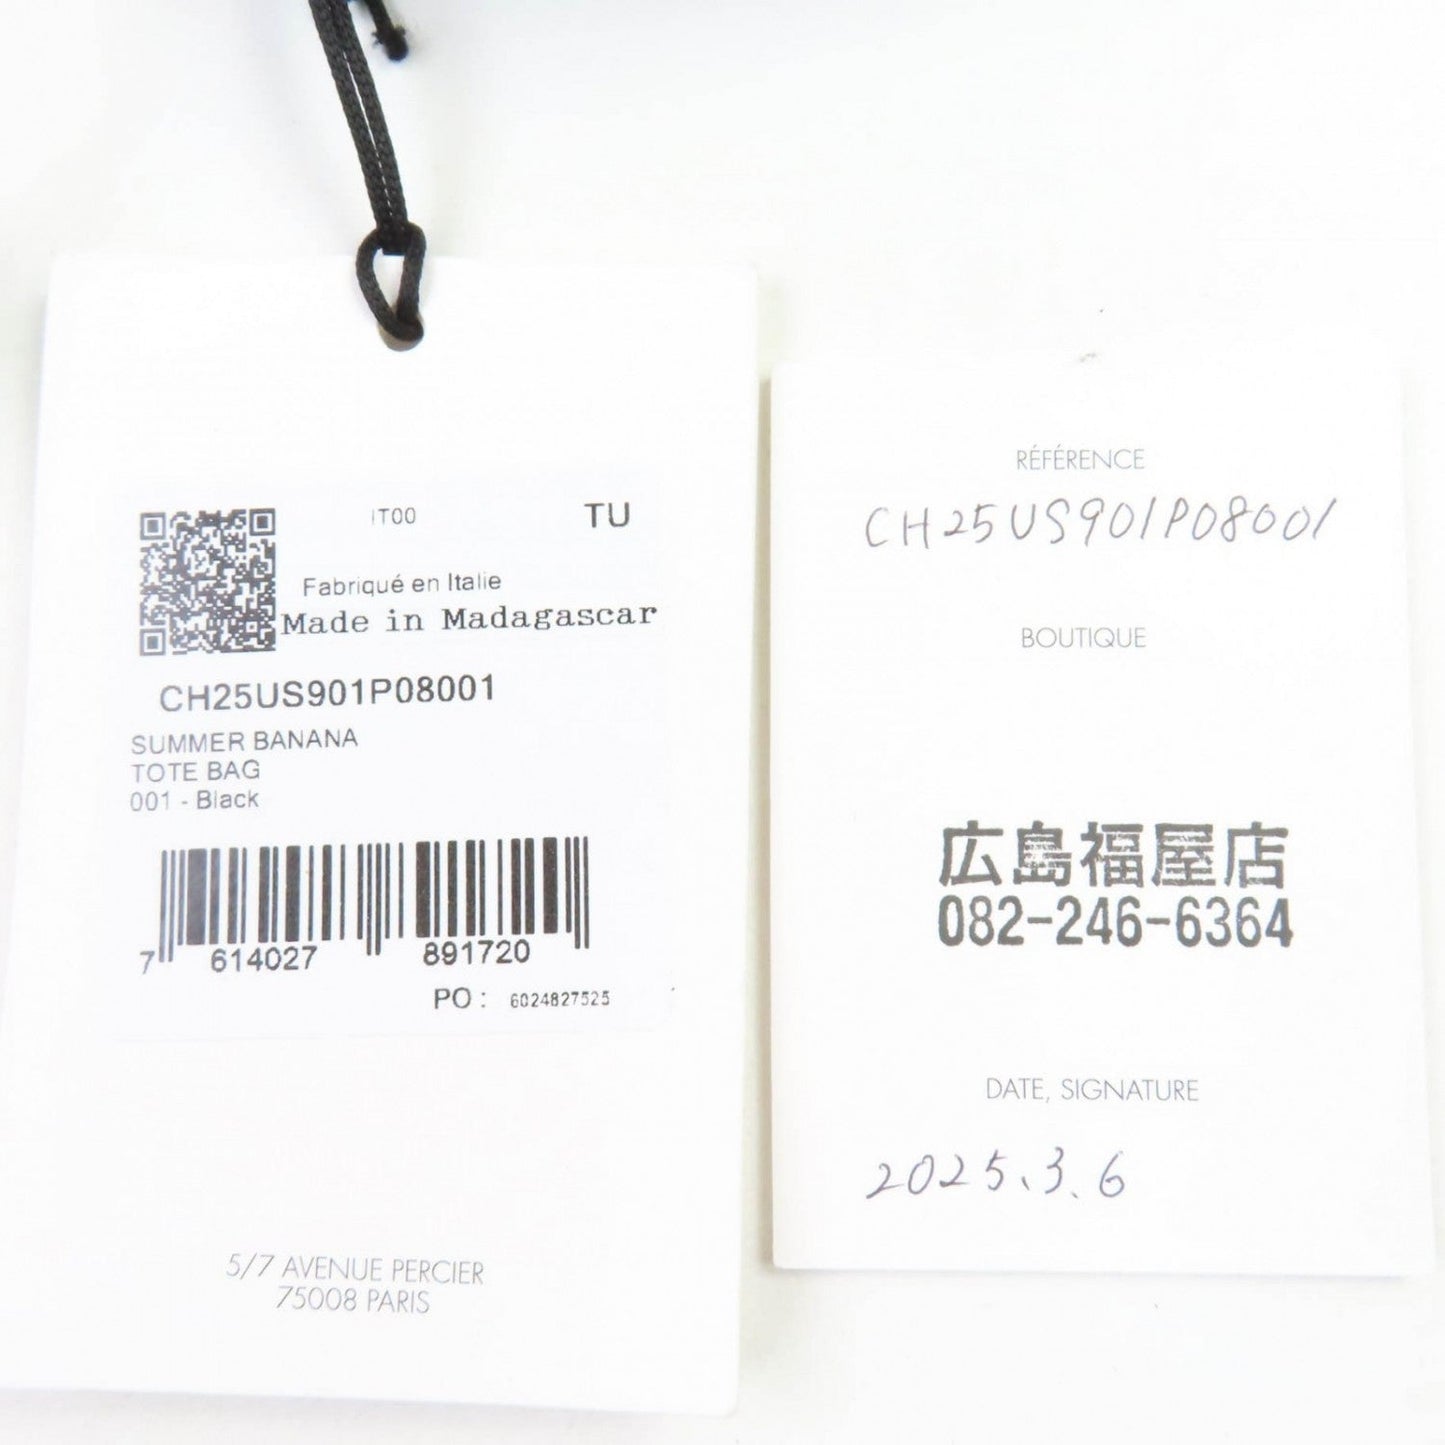 IT00 TU
Fabriqué en Italie
Made in Madagascar
CH25US901P08001
SUMMER BANANA
TOTE BAG
001 - Black
7 614027 891720
PO : 6024827525
5/7 AVENUE PERCIER
75008 PARIS
RÉFÉRENCE
CH25US901P08001
BOUTIQUE
広島福屋店
082-246-6364
DATE, SIGNATURE
2025.3.6